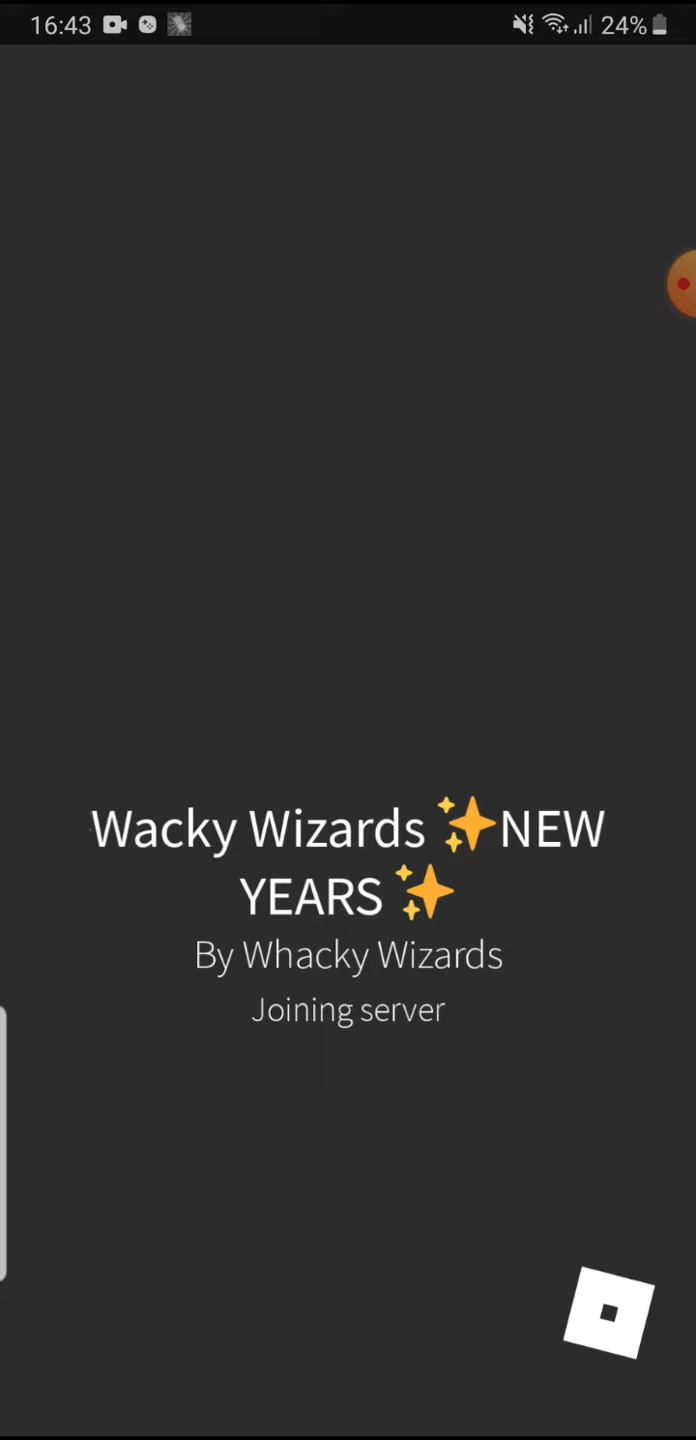 16:43 24%
Wacky Wizards ✨NEW
YEARS ✨
By Whacky Wizards
Joining server